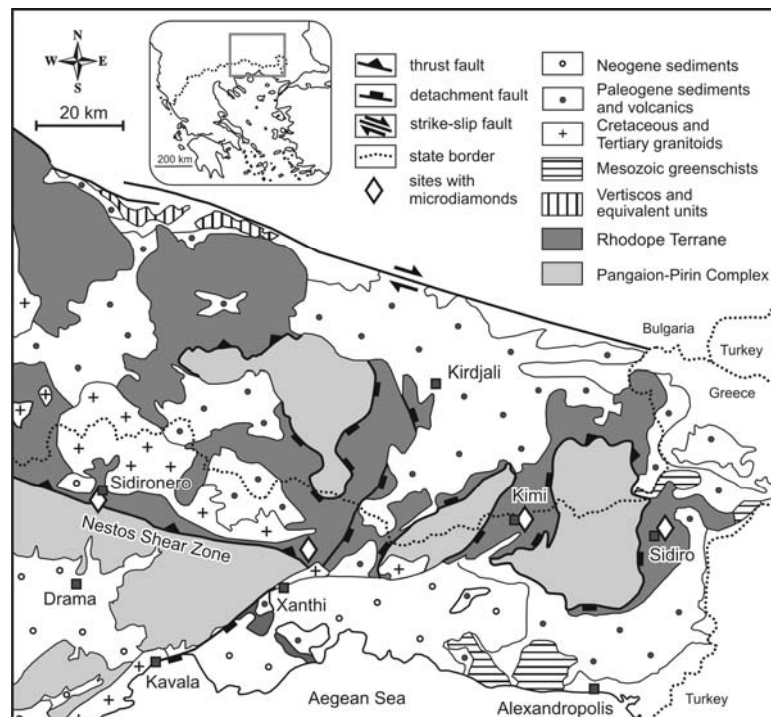 N
W E
S
20 km
200 km
thrust fault
detachment fault
strike-slip fault
state border
sites with
microdiamonds
Neogene sediments
Paleogene sediments
and volcanics
Cretaceous and
Tertiary granitoids
Mesozoic greenschists
Vertiscos and
equivalent units
Rhodope Terrane
Pangaion-Pirin Complex
Bulgaria
Turkey
Greece
Kirdjali
Sidironero
Kimi
Nestos Shear Zone
Sidiro
Drama
Xanthi
Kavala
Aegean Sea
Alexandropolis
Turkey